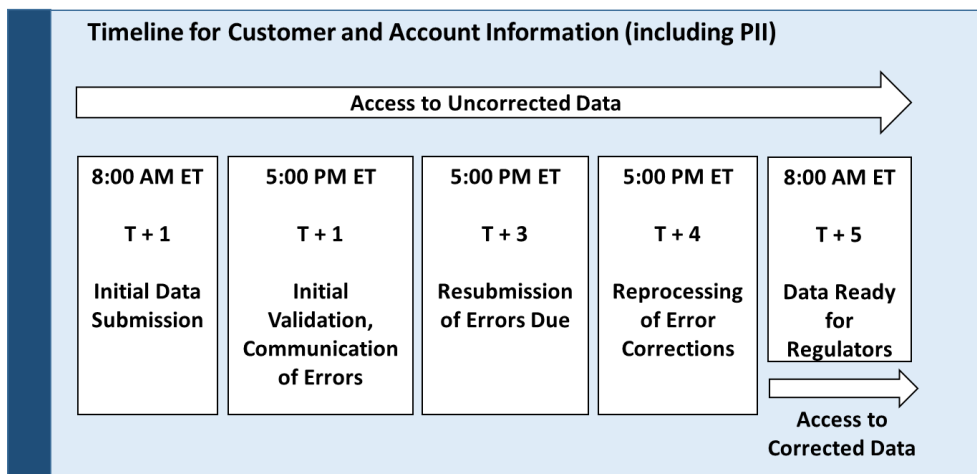 Timeline for Customer and Account Information (including PII)
Access to Uncorrected Data
8:00 AM ET
T + 1
Initial Data
Submission
5:00 PM ET
T + 1
Initial
Validation,
Communication
of Errors
5:00 PM ET
T + 3
Resubmission
of Errors Due
5:00 PM ET
T + 4
Reprocessing
of Error
Corrections
8:00 AM ET
T + 5
Data Ready
for
Regulators
Access to
Corrected Data